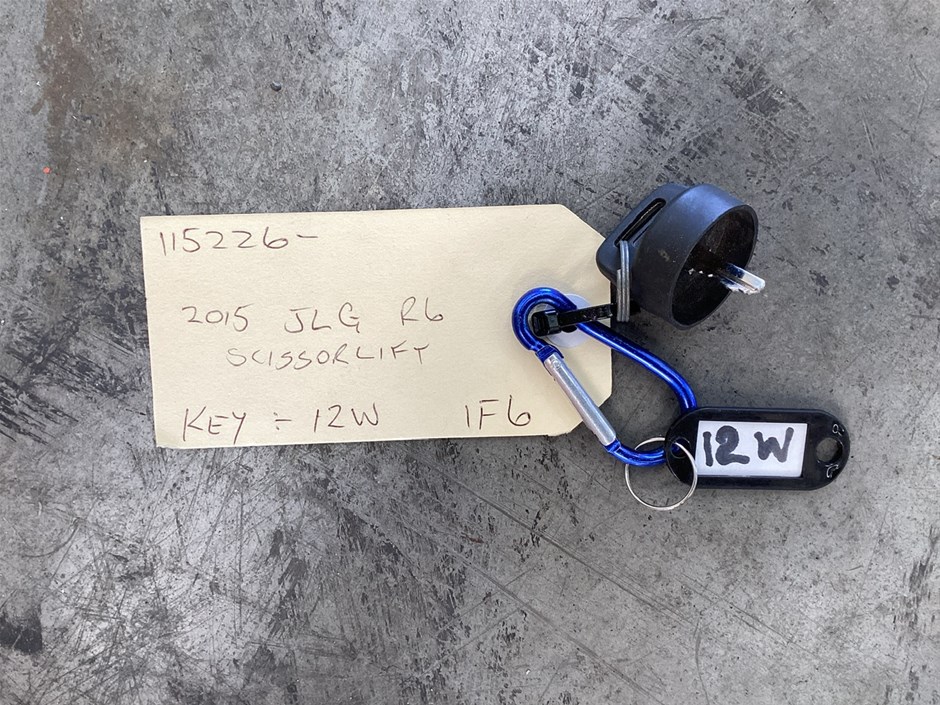 115226-
2015 JLG R6
SCISSORLIFT
KEY :- 12W 1F6
12W